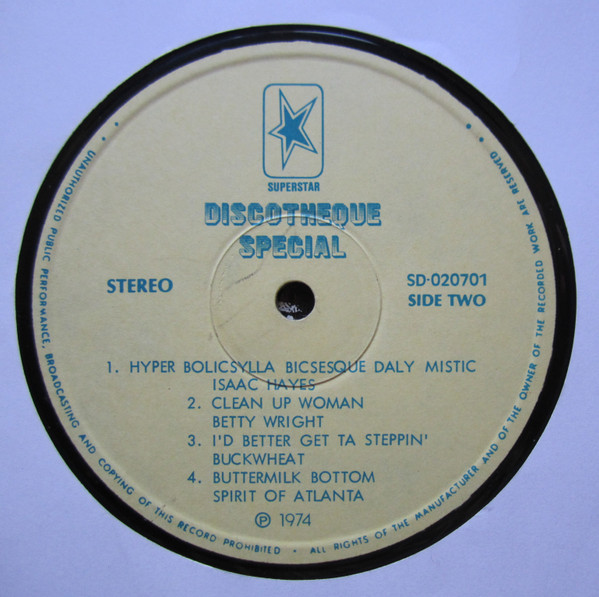 SUPERSTAR
DISCOTHEQUE
SPECIAL
STEREO
SD-020701
SIDE TWO
1. HYPER BOLICSYLLA BICSESQUE DALY MISTIC
ISAAC HAYES
2. CLEAN UP WOMAN
BETTY WRIGHT
3. I'D BETTER GET TA STEPPIN'
BUCKWHEAT
4. BUTTERMILK BOTTOM
SPIRIT OF ATLANTA
℗ 1974
• UNAUTHORIZED PUBLIC PERFORMANCE, BROADCASTING AND COPYING OF THIS RECORD PROHIBITED • ALL RIGHTS OF THE MANUFACTURER AND OF THE OWNER OF THE RECORDED WORK ARE RESERVED •